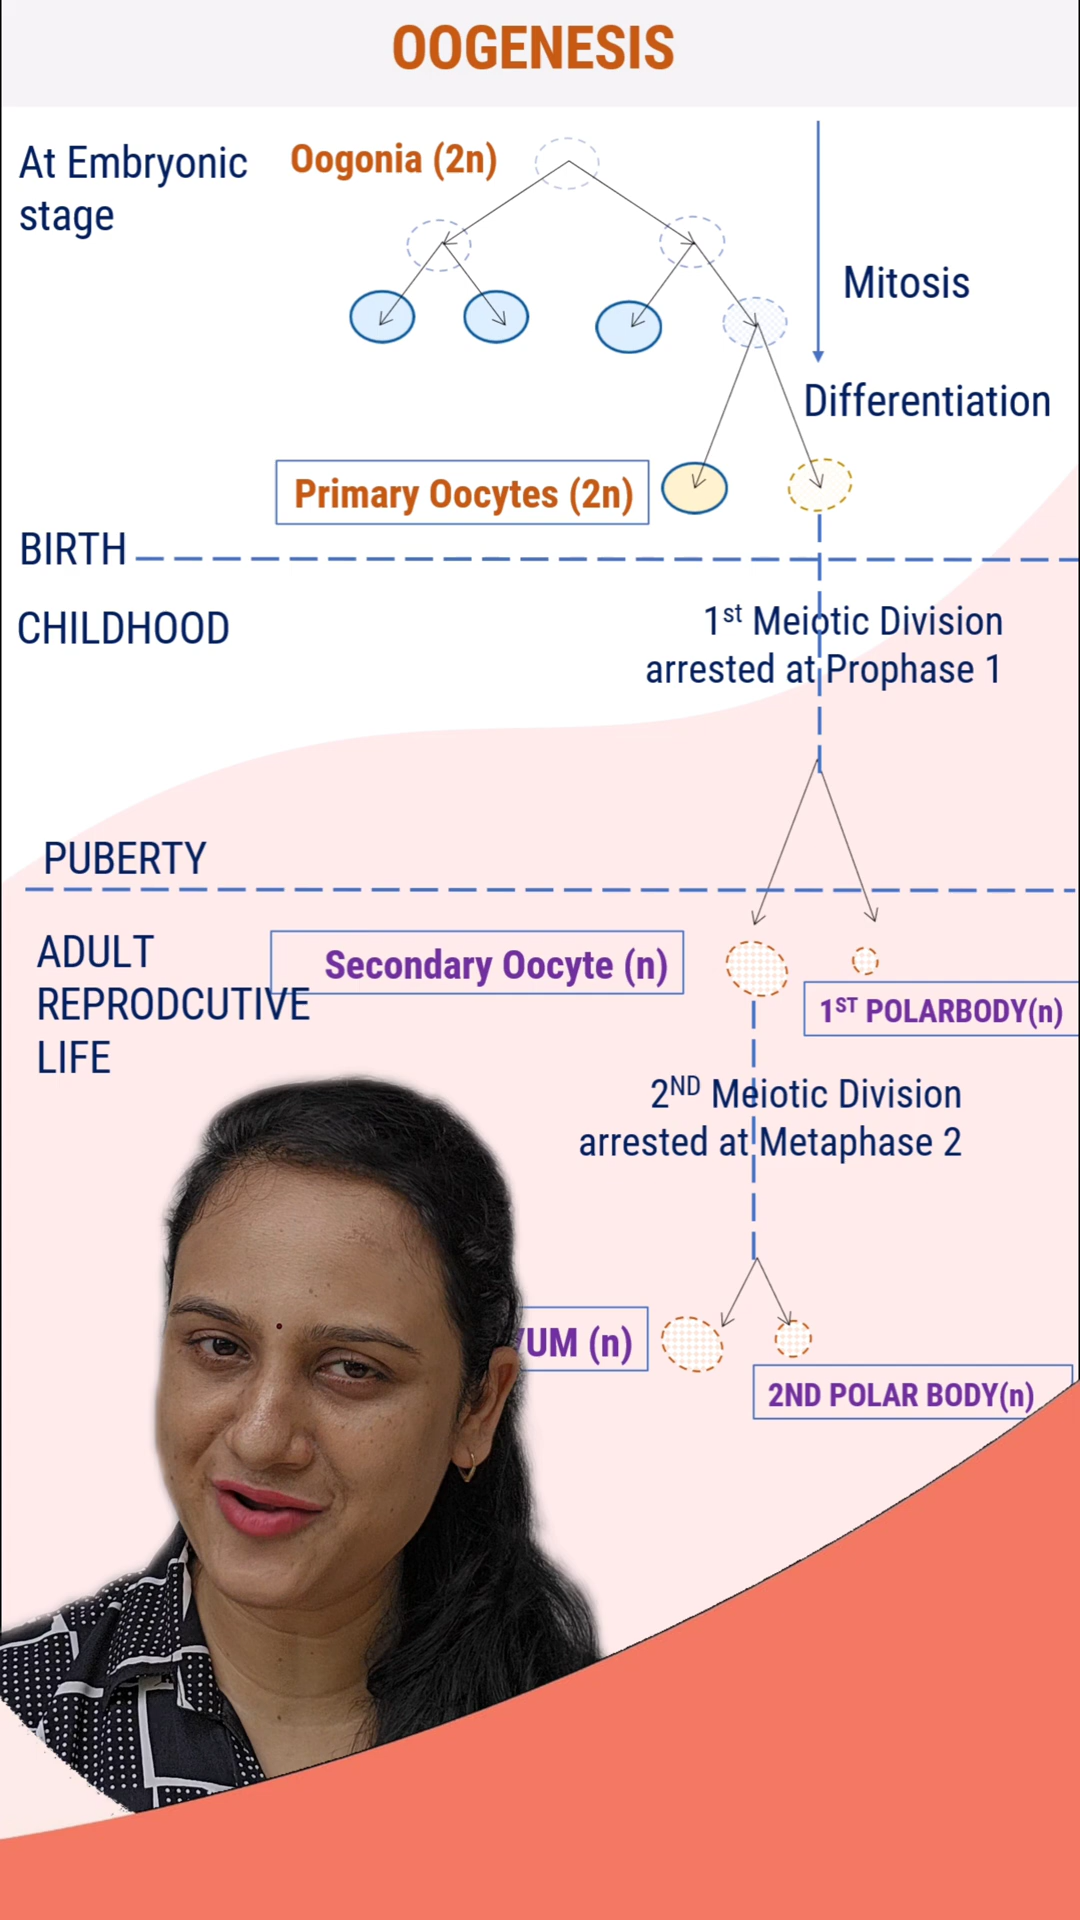 OOGENESIS
At Embryonic
stage
Oogonia (2n)
Mitosis
Differentiation
Primary Oocytes (2n)
BIRTH
CHILDHOOD
1st Meiotic Division
arrested at Prophase 1
PUBERTY
ADULT
REPRODCUTIVE
LIFE
Secondary Oocyte (n)
1ST POLARBODY(n)
2ND Meiotic Division
arrested at Metaphase 2
(n)
2ND POLAR BODY(n)